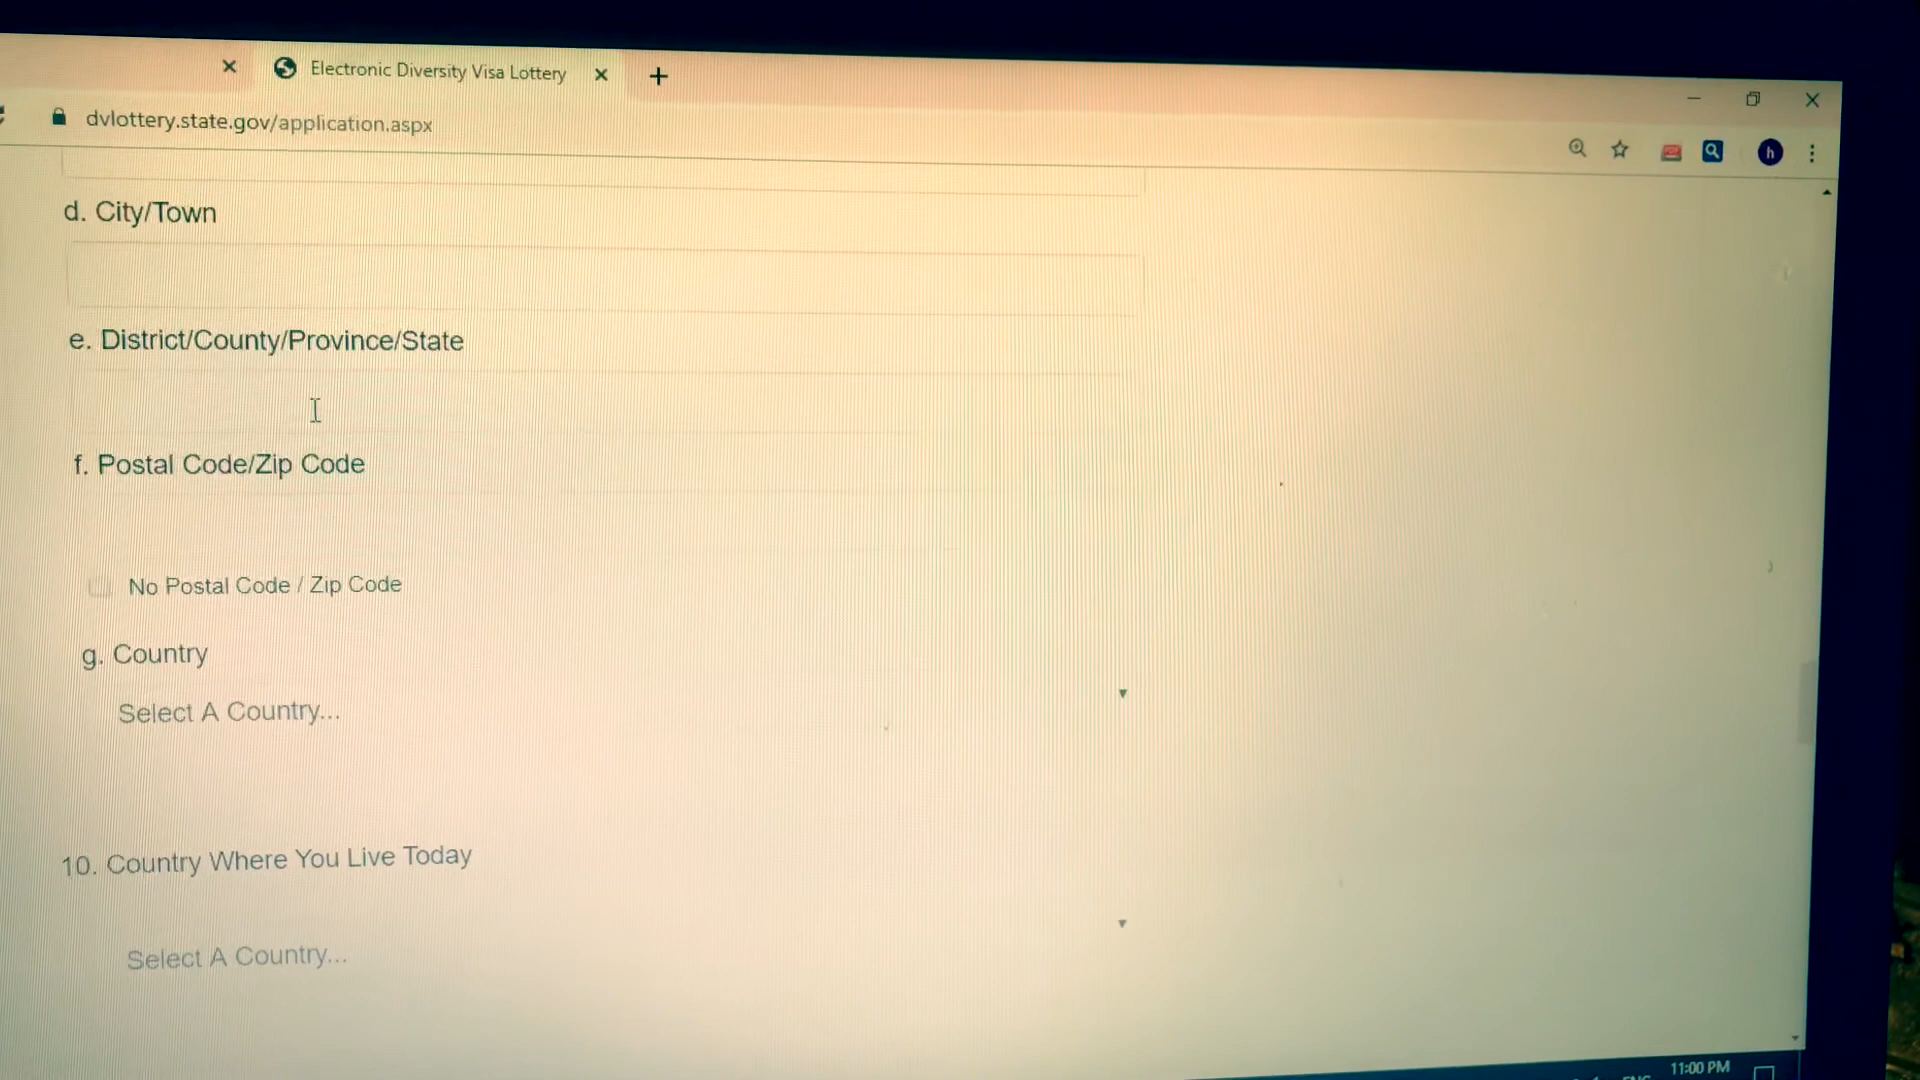 Electronic Diversity Visa Lottery
dvlottery.state.gov/application.aspx
h
d. City/Town
e. District/County/Province/State
f. Postal Code/Zip Code
No Postal Code / Zip Code
g. Country
Select A Country...
10. Country Where You Live Today
Select A Country...
11:00 PM